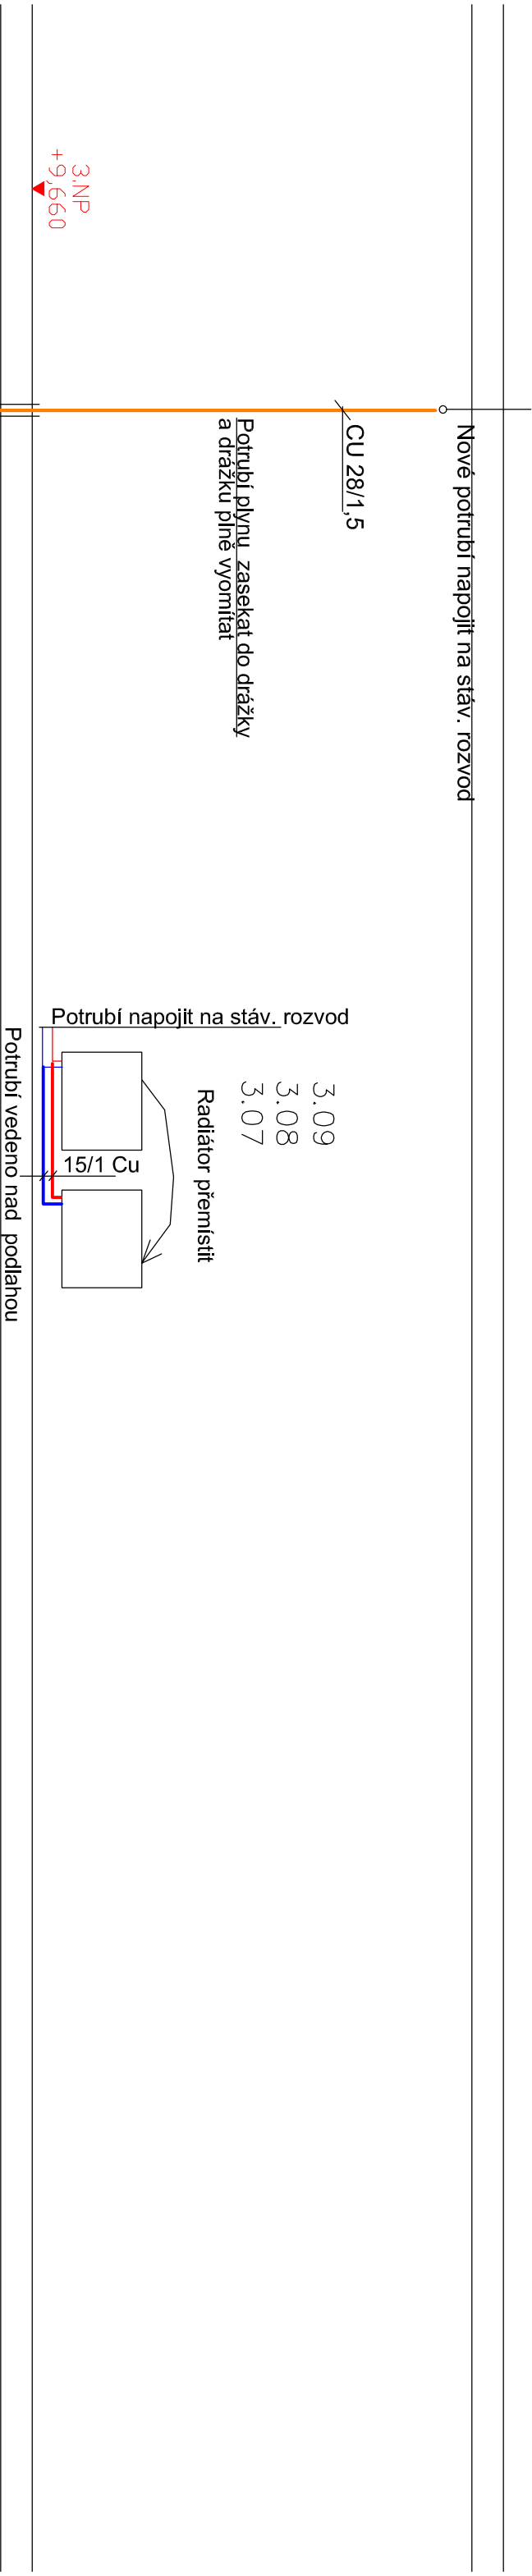 Nové potrubí napojit na stáv. rozvod
CU 28/1,5
Potrubí plynu zasekat do drážky
a drážku plně vyomítat
3.NP
+9,660
3.09
3.08
3.07
Radiátor přemístit
Potrubí napojit na stáv. rozvod
15/1 Cu
Potrubí vedeno nad podlahou